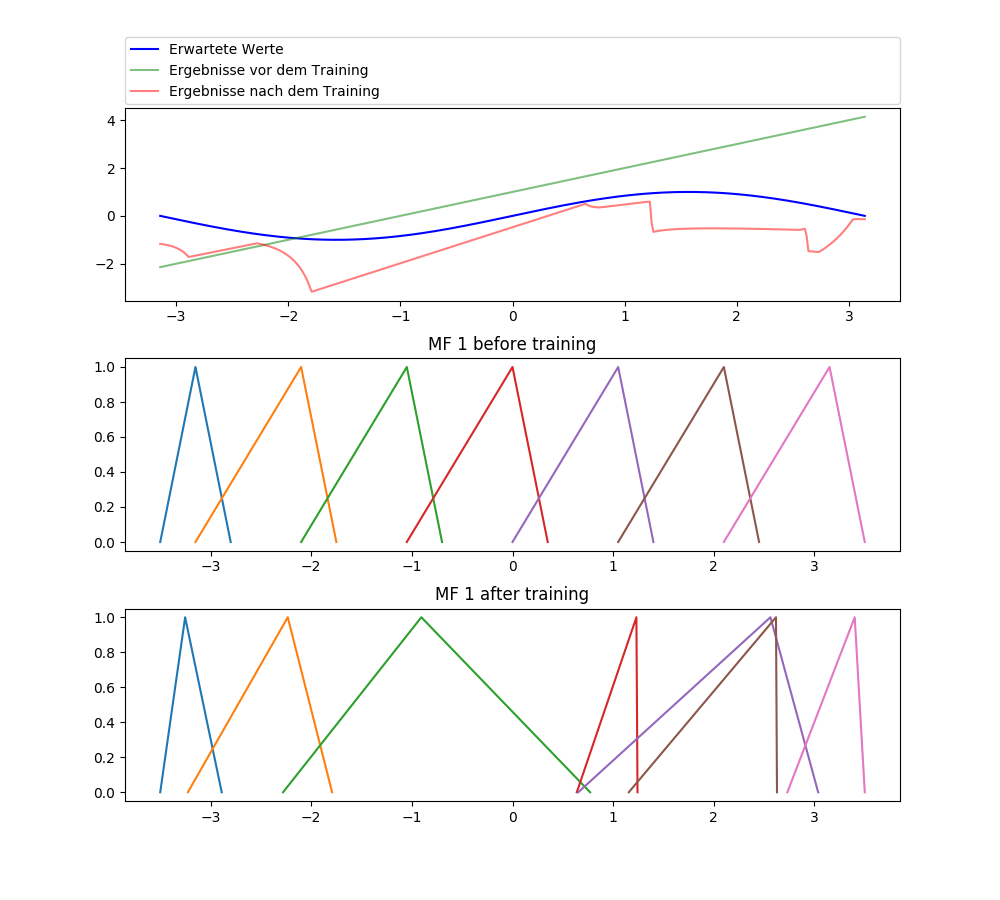 Erwartete Werte
Ergebnisse vor dem Training
Ergebnisse nach dem Training
4
2
0
−2
−3 −2 −1 0 1 2 3
MF 1 before training
1.0
0.8
0.6
0.4
0.2
0.0
−3 −2 −1 0 1 2 3
MF 1 after training
1.0
0.8
0.6
0.4
0.2
0.0
−3 −2 −1 0 1 2 3